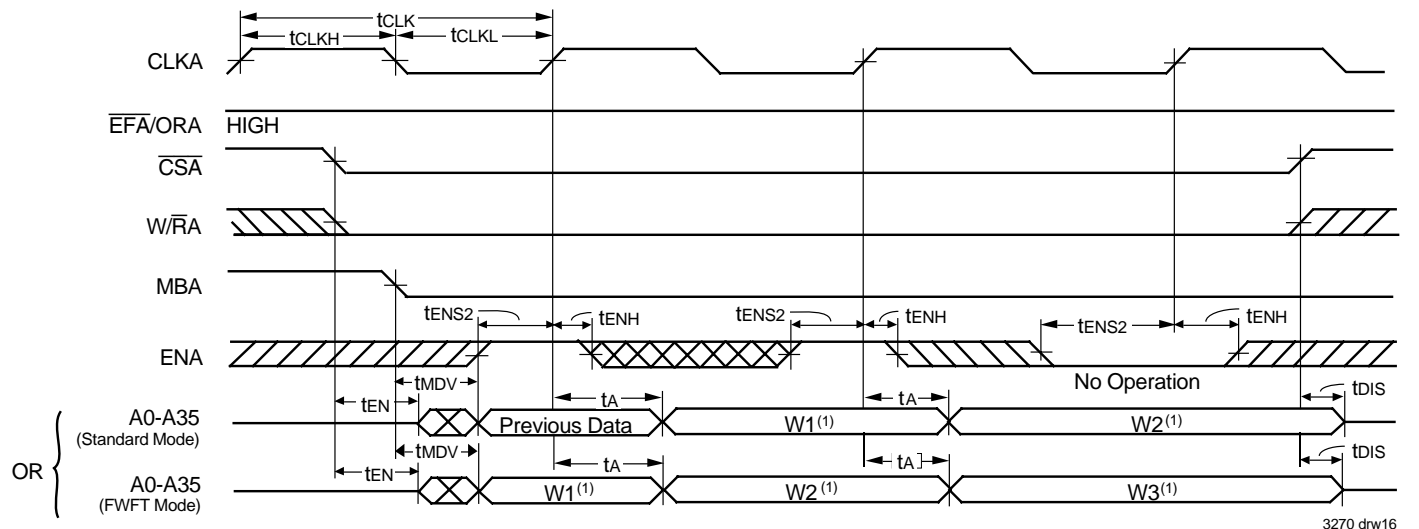 tCLK
tCLKH
tCLKL
CLKA
EFA/ORA HIGH
CSA
W/RA
MBA
tENS2
tENH
tENS2
tENH
tENS2
tENH
ENA
No Operation
tMDV
tEN
tA
tA
tDIS
A0-A35
(Standard Mode)
Previous Data
W1(1)
W2(1)
OR
tMDV
tEN
tA
tA
tDIS
A0-A35
(FWFT Mode)
W1(1)
W2(1)
W3(1)
3270 drw16